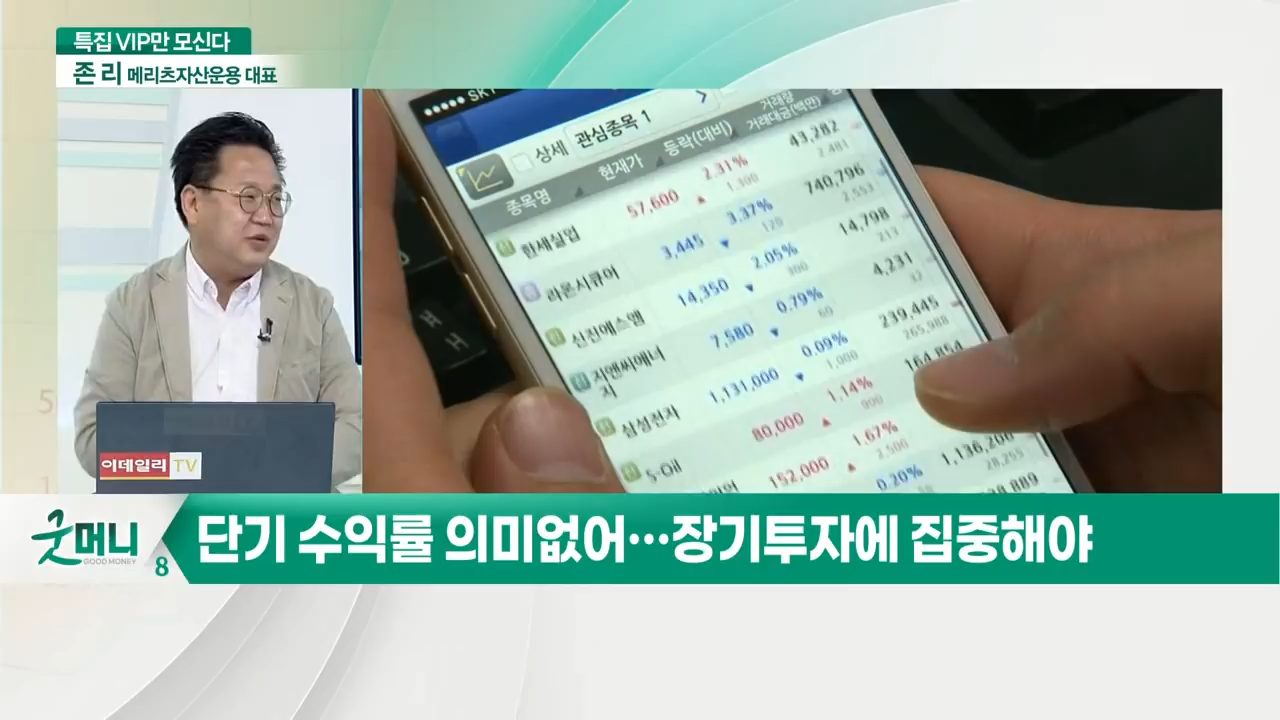 특집 VIP만 모신다
존 리 메리츠자산운용 대표
SKT
상세 관심종목 1
종목명 현재가 등락(대비) 거래량
거래대금(백만)
한세실업 57,600 ▲ 2.31% 43,282
1,300 2,481
라온시큐어 3,445 ▼ 3.37% 740,796
120 2,553
신진에스엠 14,350 ▼ 2.05% 14,798
300 213
지엔씨에너지 7,580 ▼ 0.79% 4,231
60 32
삼성전자 1,131,000 ▼ 0.09% 239,445
1,000 265,988
S-Oil 80,000 ▲ 1.14% 164,854
900
152,000 ▲ 1.67%
2,500
0.20% 1,136,200
28,255
이데일리 TV
굿머니
GOOD MONEY
8
단기 수익률 의미없어…장기투자에 집중해야